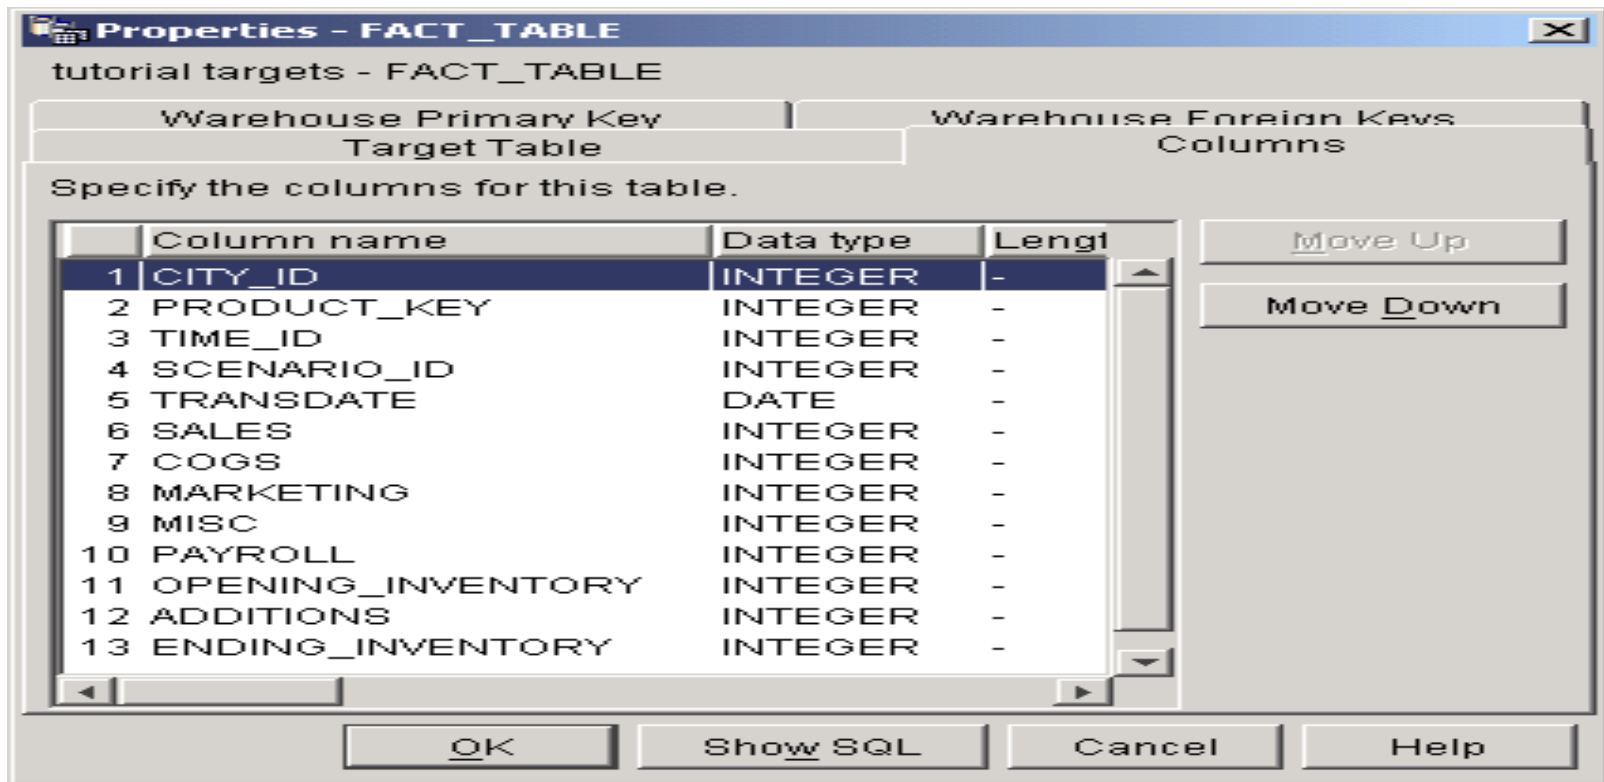 Properties - FACT_TABLE
tutorial targets - FACT_TABLE
Warehouse Primary Key Warehouse Foreign Keys
Target Table Columns
Specify the columns for this table.
Column name Data type Lengt
1 CITY_ID INTEGER -
2 PRODUCT_KEY INTEGER -
3 TIME_ID INTEGER -
4 SCENARIO_ID INTEGER -
5 TRANSDATE DATE -
6 SALES INTEGER -
7 COGS INTEGER -
8 MARKETING INTEGER -
9 MISC INTEGER -
10 PAYROLL INTEGER -
11 OPENING_INVENTORY INTEGER -
12 ADDITIONS INTEGER -
13 ENDING_INVENTORY INTEGER -
Move Up
Move Down
OK Show SQL Cancel Help